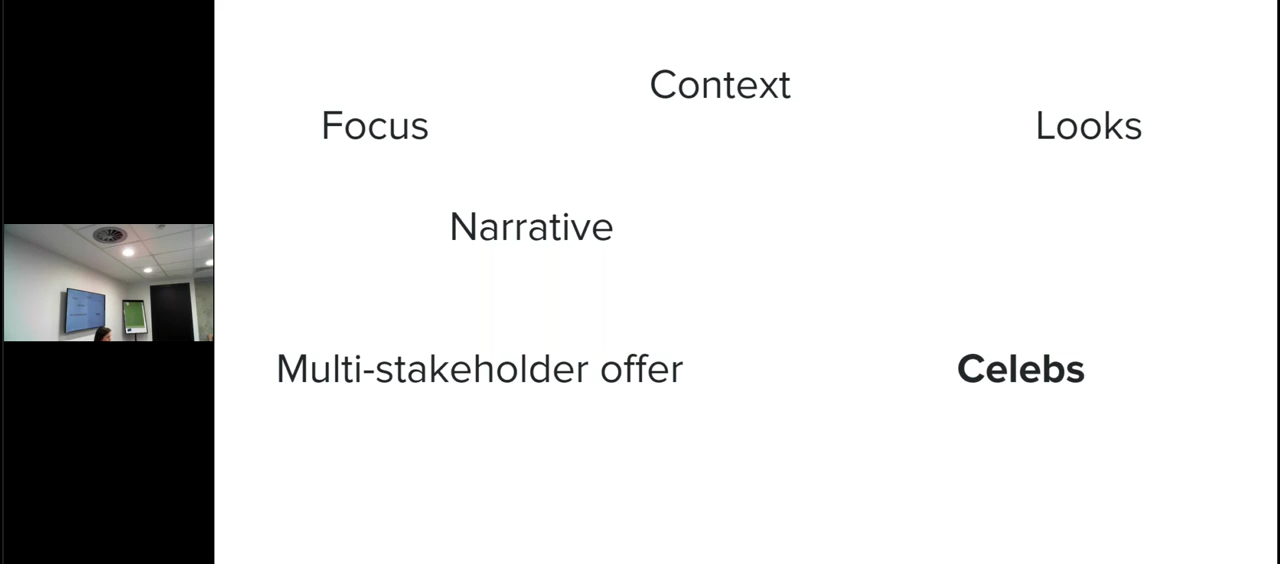 Context
Focus
Looks
Narrative
Multi-stakeholder offer
Celebs